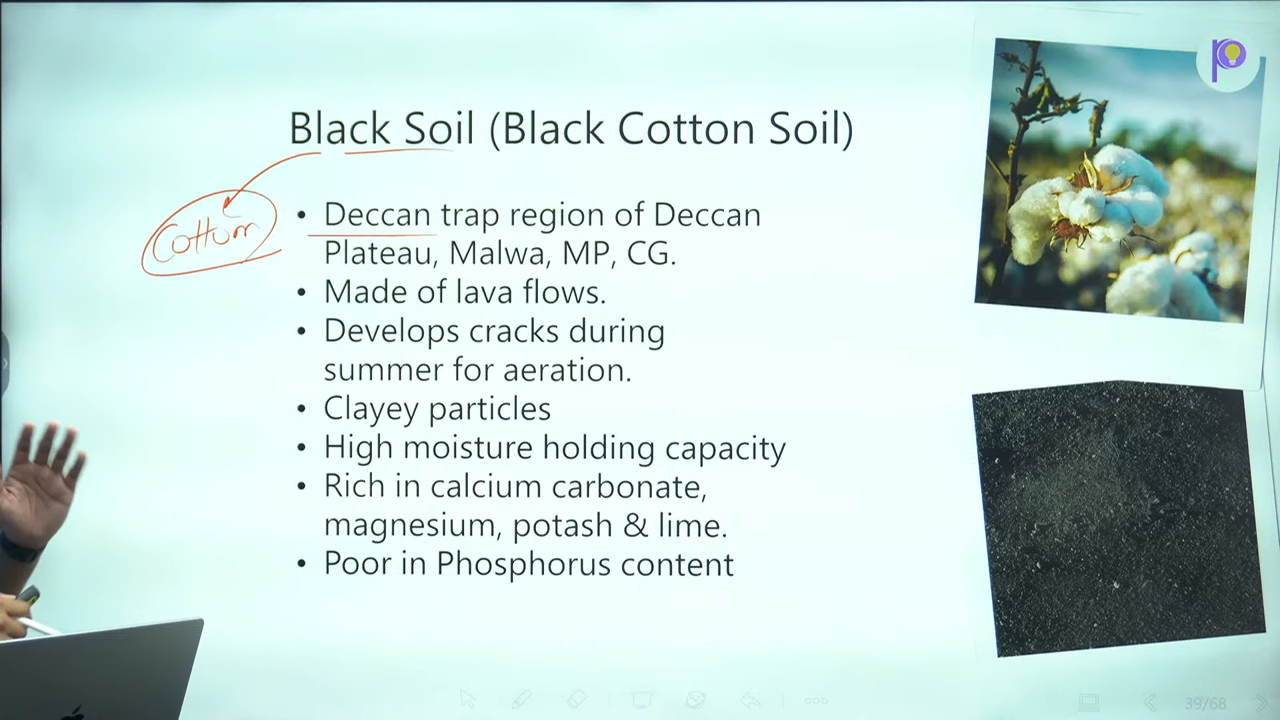 Black Soil (Black Cotton Soil)
Cotton
• Deccan trap region of Deccan
Plateau, Malwa, MP, CG.
• Made of lava flows.
• Develops cracks during
summer for aeration.
• Clayey particles
• High moisture holding capacity
• Rich in calcium carbonate,
magnesium, potash & lime.
• Poor in Phosphorus content
39/68